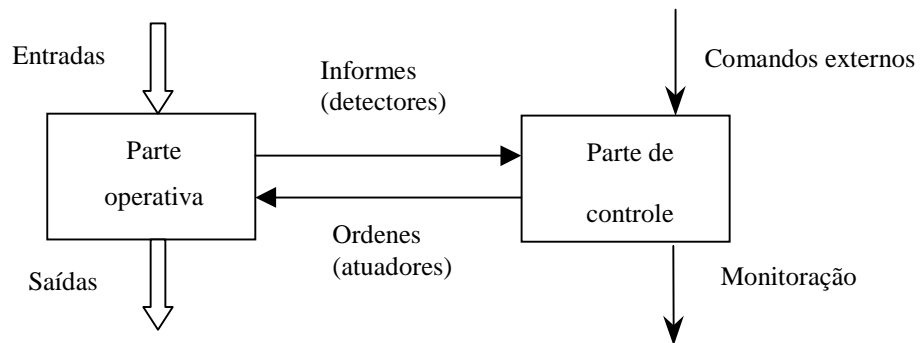 Entradas
Comandos externos
Informes
(detectores)
Parte
operativa
Parte de
controle
Ordenes
(atuadores)
Saídas
Monitoração